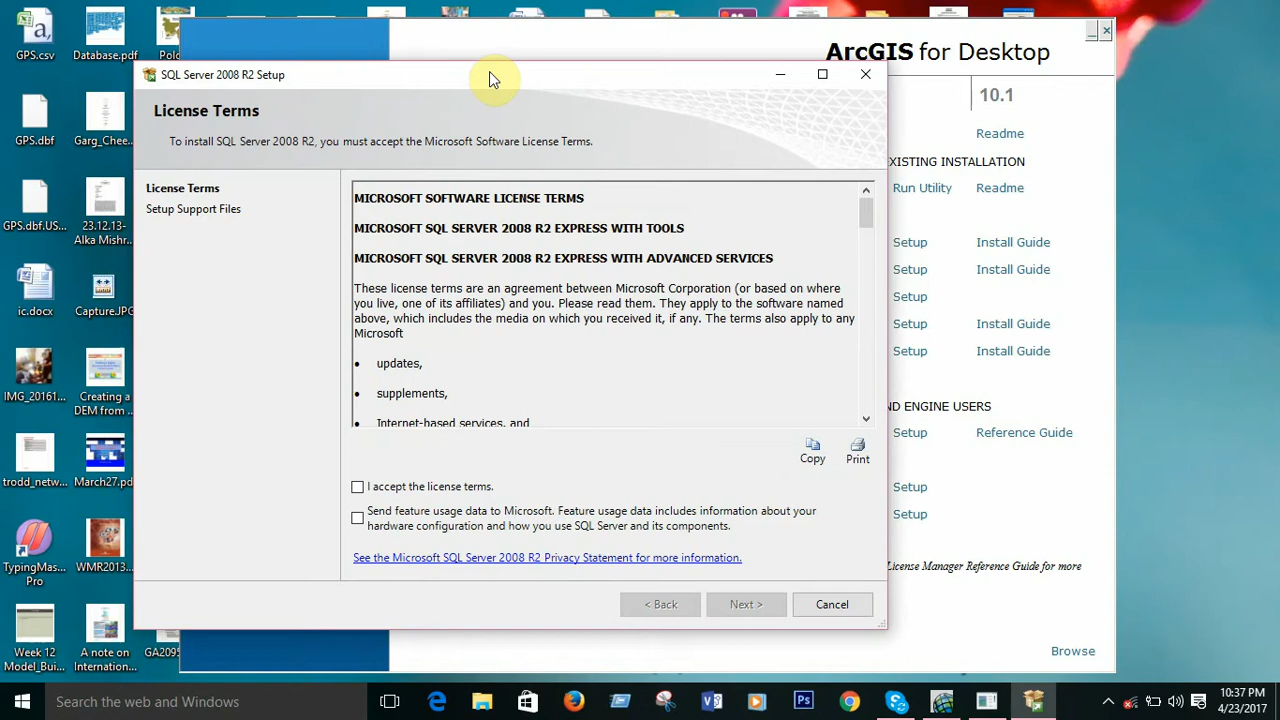 GPS.csv
Database.pdf
Polc
GPS.dbf
Garg_Chee...
GPS.dbf.US...
23.12.13-
Alka Mishr...
ic.docx
Capture.JPG
IMG_20161...
Creating a
DEM from ...
trodd_netw...
March27.pd
TypingMas...
Pro
WMR2013...
Week 12
Model_Bui...
A note on
Internation...
GA2095
SQL Server 2008 R2 Setup
License Terms
To install SQL Server 2008 R2, you must accept the Microsoft Software License Terms.
License Terms
Setup Support Files
MICROSOFT SOFTWARE LICENSE TERMS
MICROSOFT SQL SERVER 2008 R2 EXPRESS WITH TOOLS
MICROSOFT SQL SERVER 2008 R2 EXPRESS WITH ADVANCED SERVICES
These license terms are an agreement between Microsoft Corporation (or based on where
you live, one of its affiliates) and you. Please read them. They apply to the software named
above, which includes the media on which you received it, if any. The terms also apply to any
Microsoft
• updates,
• supplements,
• Internet-based services, and
Copy
Print
I accept the license terms.
Send feature usage data to Microsoft. Feature usage data includes information about your
hardware configuration and how you use SQL Server and its components.
See the Microsoft SQL Server 2008 R2 Privacy Statement for more information.
< Back
Next >
Cancel
ArcGIS for Desktop
10.1
Readme
EXISTING INSTALLATION
Run Utility Readme
Setup Install Guide
Setup Install Guide
Setup
Setup Install Guide
Setup Install Guide
ND ENGINE USERS
Setup Reference Guide
Setup
Setup
License Manager Reference Guide for more
Browse
Search the web and Windows
10:37 PM
4/23/2017